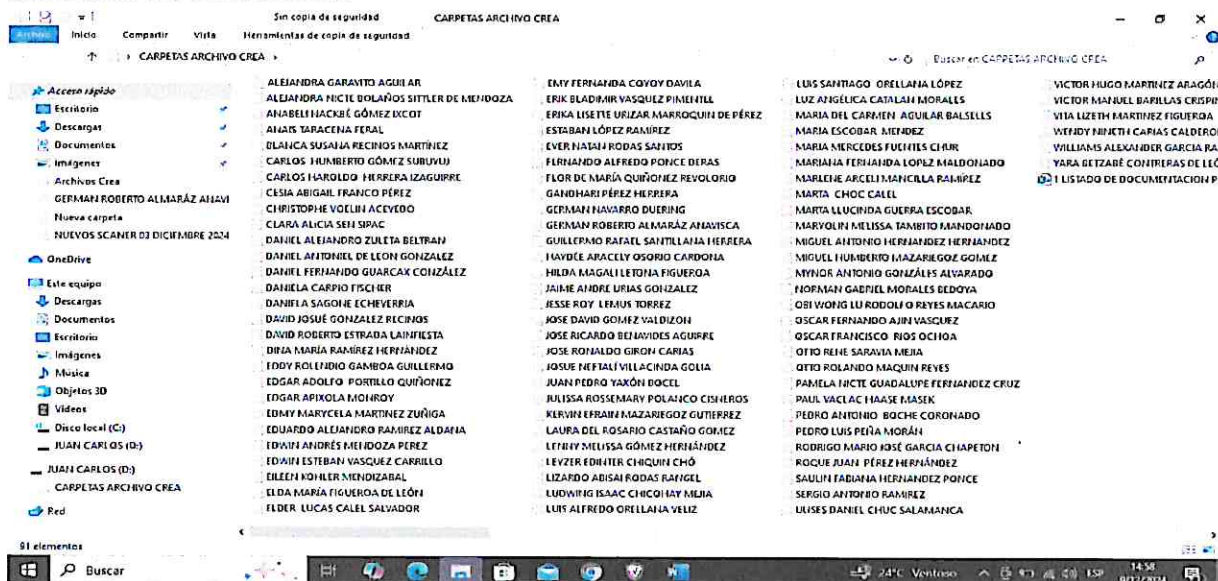 Sin copia de seguridad
CARPETAS ARCHIVO CREA
Archivo
Inicio
Compartir
Vista
Herramientas de copia de seguridad
CARPETAS ARCHIVO CREA
Buscar en CARPETAS ARCHIVO CREA
Acceso rápido
Escritorio
Descargas
Documentos
Imágenes
Archivos Crea
GERMAN ROBERTO ALMARÁZ ANAVI
Nueva carpeta
NUEVOS SCANER 03 DICIEMBRE 2024
OneDrive
Este equipo
Descargas
Documentos
Escritorio
Imágenes
Música
Objetos 3D
Videos
Disco local (C:)
JUAN CARLOS (D:)
JUAN CARLOS (D:)
CARPETAS ARCHIVO CREA
Red
ALEJANDRA GARAVITO AGUILAR
ALEJANDRA NICTE BOLAÑOS SITTLER DE MENDOZA
ANABELI NACKBÉ GÓMEZ IXCOT
ANAIS TARACENA FERAL
BLANCA SUSANA RECINOS MARTÍNEZ
CARLOS HUMBERTO GÓMEZ SUBUYUJ
CARLOS HAROLDO HERRERA IZAGUIRRE
CESIA ABIGAIL FRANCO PÉREZ
CHRISTOPHE VOELIN ACEVEDO
CLARA ALICIA SEN SIPAC
DANIEL ALEJANDRO ZULETA BELTRAN
DANIEL ANTONIEL DE LEON GONZALEZ
DANIEL FERNANDO GUARCAX CONZÁLEZ
DANIELA CARPIO FISCHER
DANIELA SAGONE ECHEVERRIA
DAVID JOSUÉ GONZALEZ RECINOS
DAVID ROBERTO ESTRADA LAINFIESTA
DINA MARÍA RAMÍREZ HERNÁNDEZ
EDDY ROLENDIO GAMBOA GUILLERMO
EDGAR ADOLFO PORTILLO QUIÑONEZ
EDGAR APIXOLA MONROY
EDMY MARYCELA MARTINEZ ZUÑIGA
EDUARDO ALEJANDRO RAMIREZ ALDANA
EDWIN ANDRÉS MENDOZA PEREZ
EDWIN ESTEBAN VASQUEZ CARRILLO
EILEEN KOHLER MENDIZABAL
ELDA MARÍA FIGUEROA DE LEÓN
ELDER LUCAS CALEL SALVADOR
EMY FERNANDA COYOY DAVILA
ERIK BLADIMIR VASQUEZ PIMENTEL
ERIKA LISETTE URIZAR MARROQUIN DE PÉREZ
ESTABAN LÓPEZ RAMÍREZ
EVER NATAN RODAS SANTOS
FERNANDO ALFREDO PONCE DERAS
FLOR DE MARÍA QUIÑONEZ REVOLORIO
GANDHARI PÉREZ HERRERA
GERMAN NAVARRO DUERING
GERMAN ROBERTO ALMARÁZ ANAVISCA
GUILLERMO RAFAEL SANTILLANA HERRERA
HAYDÉE ARACELY OSORIO CARDONA
HILDA MAGALI LETONA FIGUEROA
JAIME ANDRE URIAS GONZALEZ
JESSE ROY LEMUS TORREZ
JOSE DAVID GOMEZ VALDIZON
JOSE RICARDO BENAVIDES AGUIRRE
JOSE RONALDO GIRON CARIAS
JOSUE NEFTALÍ VILLACINDA GOLIA
JUAN PEDRO YAXÓN BOCEL
JULISSA ROSSEMARY POLANCO CISNEROS
KERVIN EFRAIN MAZARIEGOZ GUTIERREZ
LAURA DEL ROSARIO CASTAÑO GOMEZ
LENNY MELISSA GÓMEZ HERNÁNDEZ
LEYZER EDINTER CHIQUIN CHÓ
LIZARDO ABISAI RODAS RANGEL
LUDWING ISAAC CHICOHAY MEJIA
LUIS ALFREDO ORELLANA VELIZ
LUIS SANTIAGO ORELLANA LÓPEZ
LUZ ANGÉLICA CATALAN MORALES
MARIA DEL CARMEN AGUILAR BALSELLS
MARIA ESCOBAR MENDEZ
MARIA MERCEDES FUENTES CHUR
MARIANA FERNANDA LOPEZ MALDONADO
MARLENE ARCELI MANCILLA RAMÍREZ
MARTA CHOC CALEL
MARTA LLUCINDA GUERRA ESCOBAR
MARYOLIN MELISSA TAMBITO MANDONADO
MIGUEL ANTONIO HERNANDEZ HERNANDEZ
MIGUEL HUMBERTO MAZARIEGOZ GOMEZ
MYNOR ANTONIO GONZÁLES ALVARADO
NORMAN GABRIEL MORALES BEDOYA
OBI WONG LU RODOLFO REYES MACARIO
OSCAR FERNANDO AJIN VASQUEZ
OSCAR FRANCISCO RIOS OCHOA
OTTO RENE SARAVIA MEJIA
OTTO ROLANDO MAQUIN REYES
PAMELA NICTE GUADALUPE FERNANDEZ CRUZ
PAUL VACLAC HAASE MASEK
PEDRO ANTONIO BOCHE CORONADO
PEDRO LUIS PEÑA MORÁN
RODRIGO MARIO JOSÉ GARCIA CHAPETON
ROQUE JUAN PÉREZ HERNÁNDEZ
SAULIN FABIANA HERNANDEZ PONCE
SERGIO ANTONIO RAMIREZ
ULISES DANIEL CHUC SALAMANCA
VICTOR HUGO MARTINEZ ARAGÓN
VICTOR MANUEL BARILLAS CRISPIN
VITA LIZETH MARTINEZ FIGUEROA
WENDY NINETH CARIAS CALDERO
WILLIAMS ALEXANDER GARCIA RA
YARA BETZABÉ CONTRERAS DE LEÓ
1 LISTADO DE DOCUMENTACION P
91 elementos
Buscar
24°C Ventoso
ESP
14:58
9/12/2024